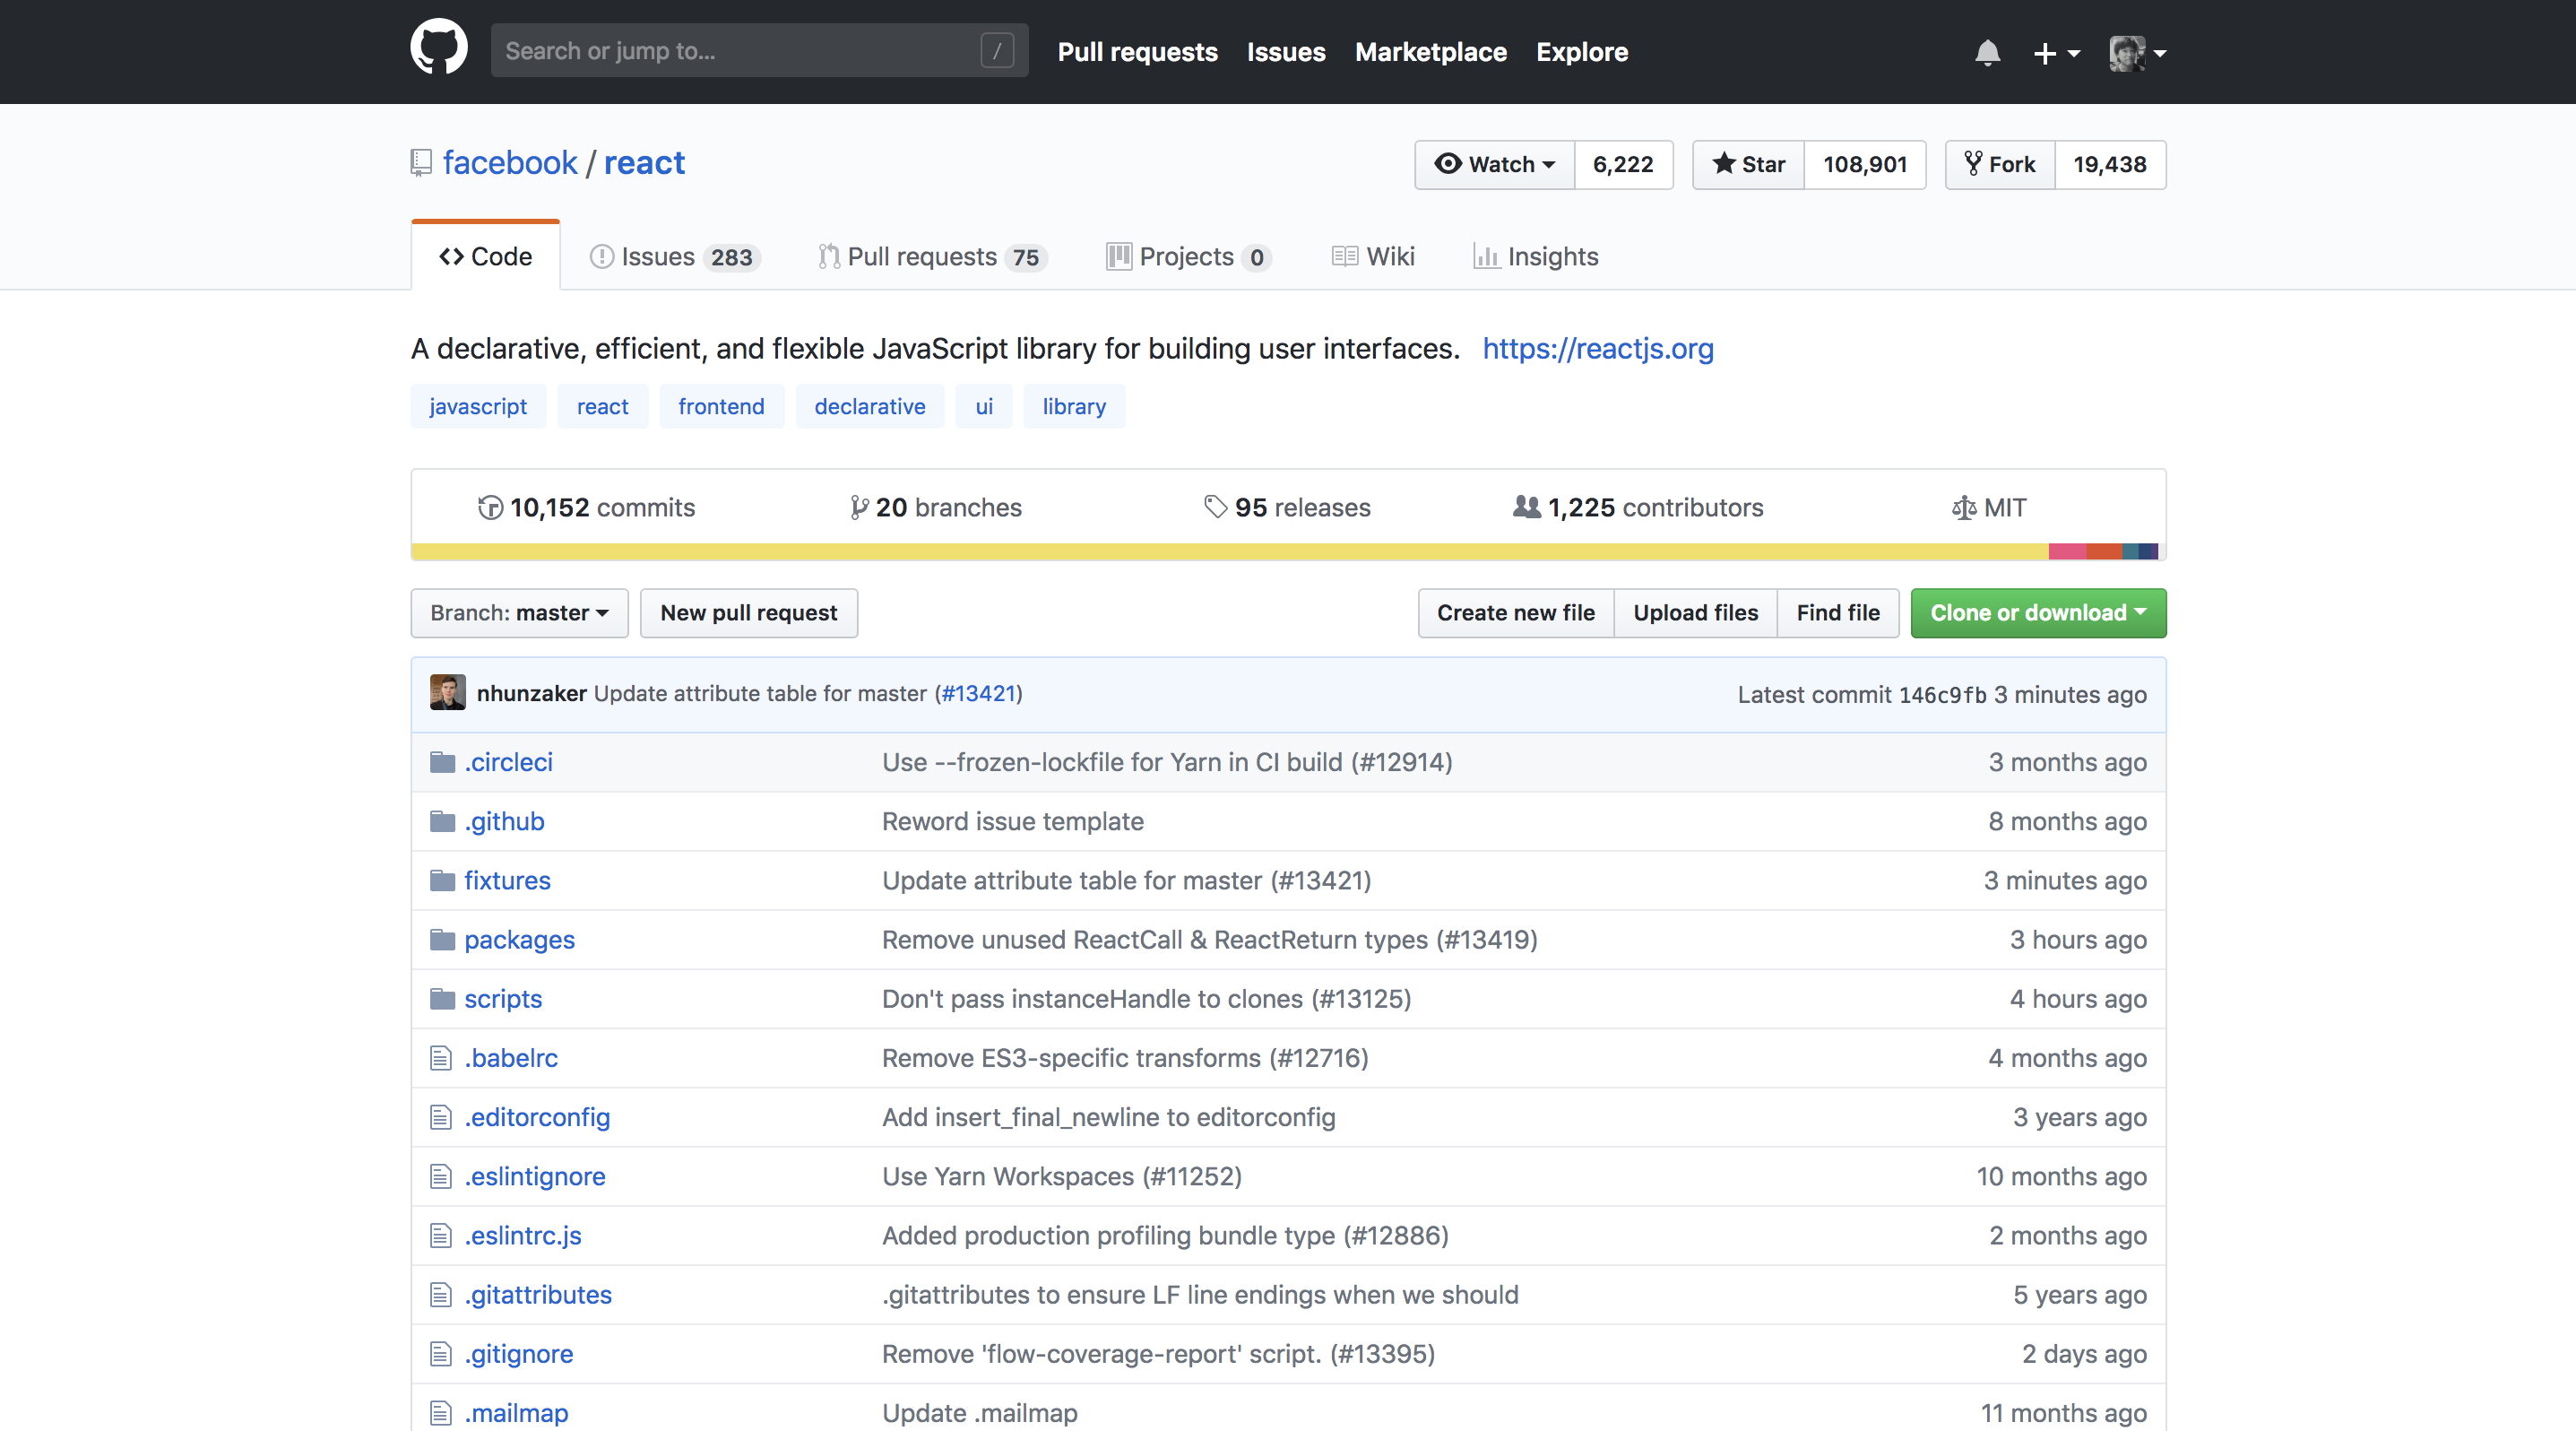 Search or jump to... / Pull requests Issues Marketplace Explore
facebook / react Watch 6,222 Star 108,901 Fork 19,438
Code Issues 283 Pull requests 75 Projects 0 Wiki Insights
A declarative, efficient, and flexible JavaScript library for building user interfaces. https://reactjs.org
javascript react frontend declarative ui library
10,152 commits 20 branches 95 releases 1,225 contributors MIT
Branch: master New pull request Create new file Upload files Find file Clone or download
nhunzaker Update attribute table for master (#13421) Latest commit 146c9fb 3 minutes ago
.circleci Use --frozen-lockfile for Yarn in CI build (#12914) 3 months ago
.github Reword issue template 8 months ago
fixtures Update attribute table for master (#13421) 3 minutes ago
packages Remove unused ReactCall & ReactReturn types (#13419) 3 hours ago
scripts Don't pass instanceHandle to clones (#13125) 4 hours ago
.babelrc Remove ES3-specific transforms (#12716) 4 months ago
.editorconfig Add insert_final_newline to editorconfig 3 years ago
.eslintignore Use Yarn Workspaces (#11252) 10 months ago
.eslintrc.js Added production profiling bundle type (#12886) 2 months ago
.gitattributes .gitattributes to ensure LF line endings when we should 5 years ago
.gitignore Remove 'flow-coverage-report' script. (#13395) 2 days ago
.mailmap Update .mailmap 11 months ago